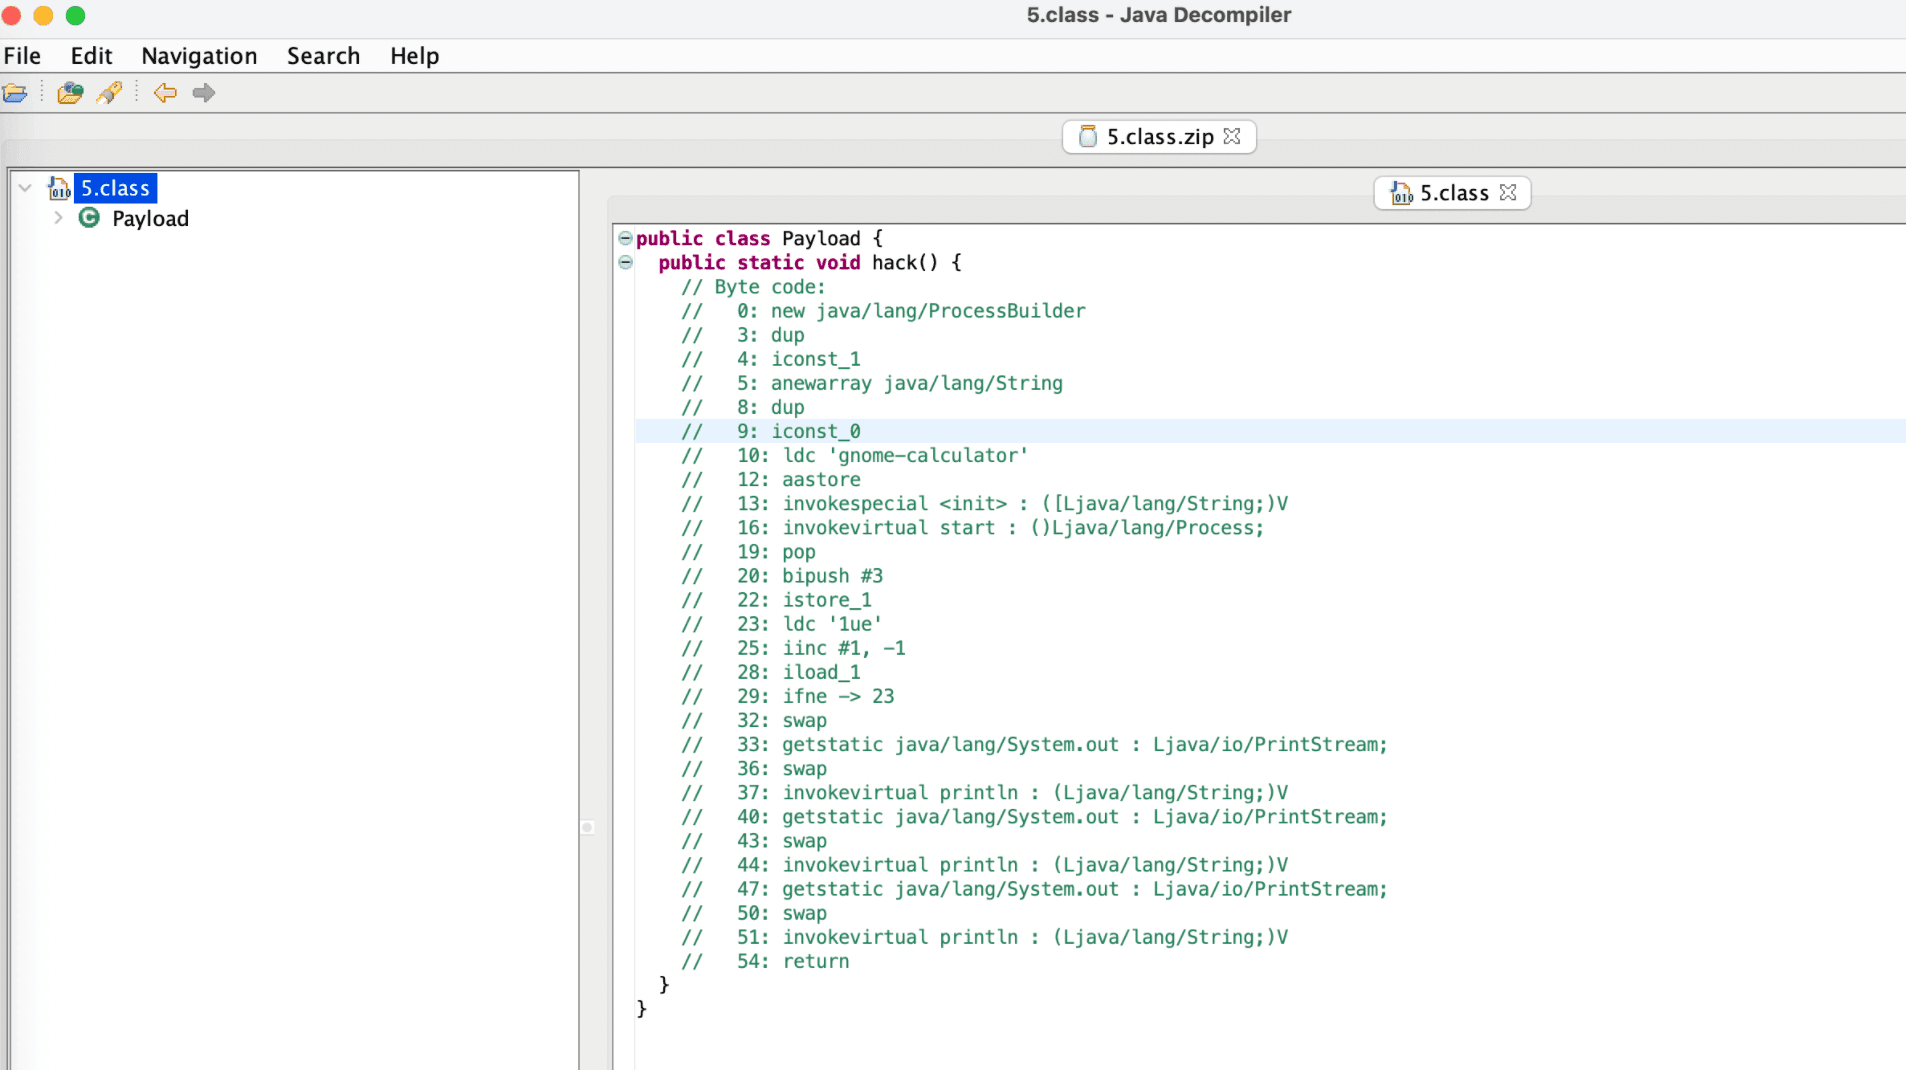 5.class - Java Decompiler
File Edit Navigation Search Help
5.class.zip
5.class
Payload
5.class
public class Payload {
public static void hack() {
// Byte code:
// 0: new java/lang/ProcessBuilder
// 3: dup
// 4: iconst_1
// 5: anewarray java/lang/String
// 8: dup
// 9: iconst_0
// 10: ldc 'gnome-calculator'
// 12: aastore
// 13: invokespecial <init> : ([Ljava/lang/String;)V
// 16: invokevirtual start : ()Ljava/lang/Process;
// 19: pop
// 20: bipush #3
// 22: istore_1
// 23: ldc '1ue'
// 25: iinc #1, -1
// 28: iload_1
// 29: ifne -> 23
// 32: swap
// 33: getstatic java/lang/System.out : Ljava/io/PrintStream;
// 36: swap
// 37: invokevirtual println : (Ljava/lang/String;)V
// 40: getstatic java/lang/System.out : Ljava/io/PrintStream;
// 43: swap
// 44: invokevirtual println : (Ljava/lang/String;)V
// 47: getstatic java/lang/System.out : Ljava/io/PrintStream;
// 50: swap
// 51: invokevirtual println : (Ljava/lang/String;)V
// 54: return
}
}